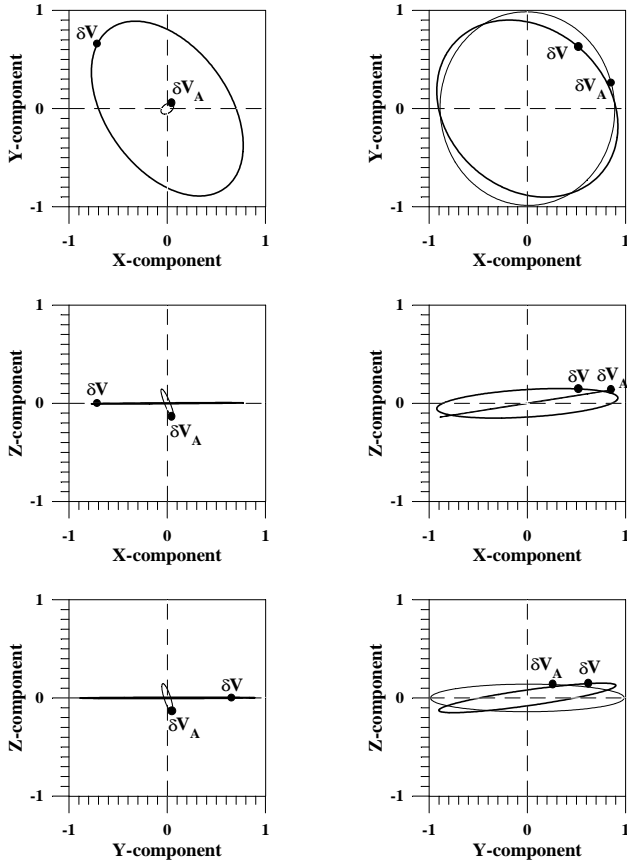 1
δV
δV_A
0
-1
-1 0 1
X-component
Y-component
1
δV
δV_A
0
-1
-1 0 1
X-component
Y-component
1
δV
0
δV_A
-1
-1 0 1
X-component
Z-component
1
δV δV_A
0
-1
-1 0 1
X-component
Z-component
1
δV
0
δV_A
-1
-1 0 1
Y-component
Z-component
1
δV_A δV
0
-1
-1 0 1
Y-component
Z-component